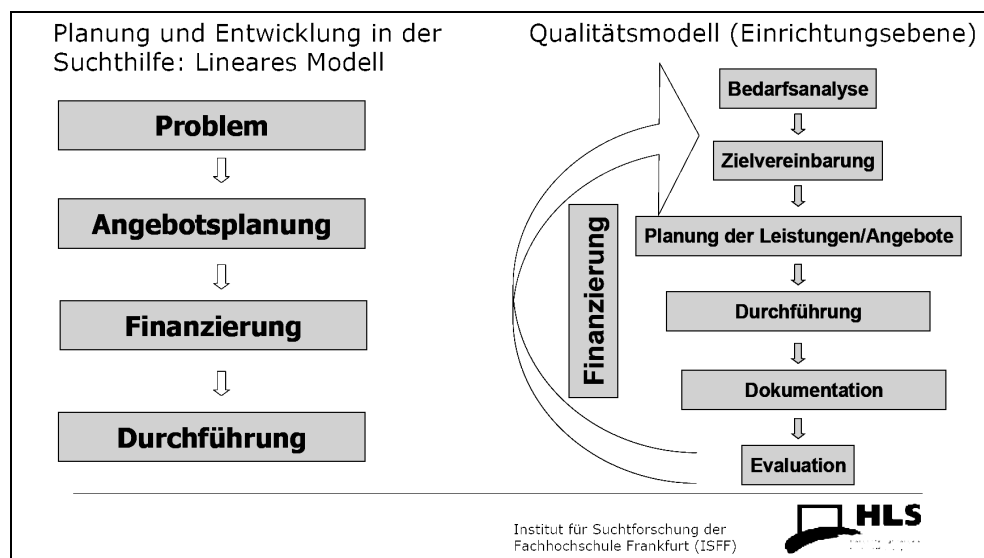 Planung und Entwicklung in der
Suchthilfe: Lineares Modell
Problem
Angebotsplanung
Finanzierung
Durchführung
Qualitätsmodell (Einrichtungsebene)
Bedarfsanalyse
Zielvereinbarung
Planung der Leistungen/Angebote
Durchführung
Dokumentation
Evaluation
Finanzierung
Institut für Suchtforschung der
Fachhochschule Frankfurt (ISFF)
HLS